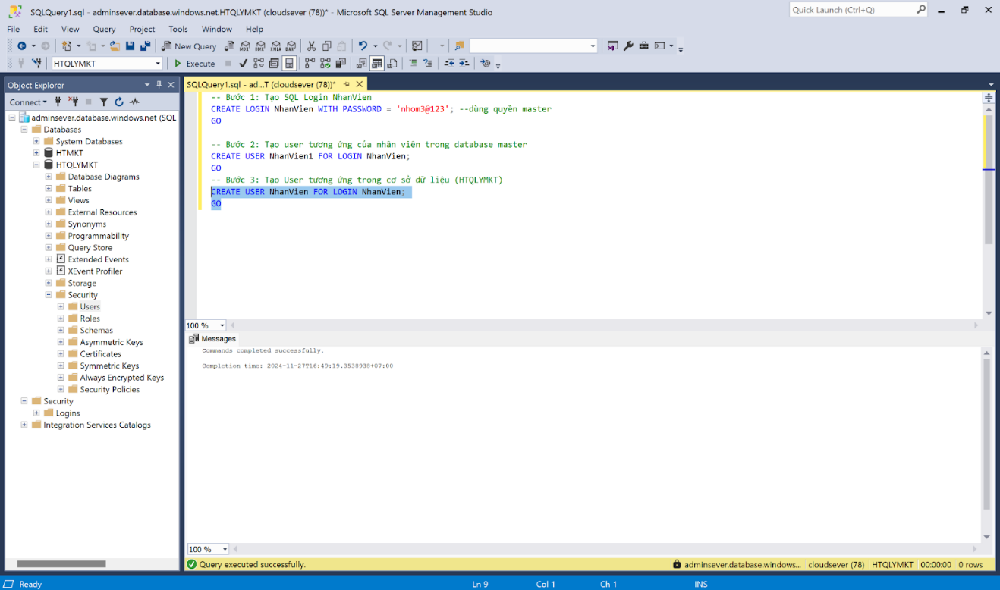 SQLQuery1.sql - adminsever.database.windows.net.HTQLYMKT (cloudsever (78))* - Microsoft SQL Server Management Studio
Quick Launch (Ctrl+Q)
File Edit View Query Project Tools Window Help
New Query
HTQLYMKT
Execute
Object Explorer
SQLQuery1.sql - ad...T (cloudsever (78))*
Connect
adminsever.database.windows.net (SQL
Databases
System Databases
HTMKT
HTQLYMKT
Database Diagrams
Tables
Views
External Resources
Synonyms
Programmability
Query Store
Extended Events
XEvent Profiler
Storage
Security
Users
Roles
Schemas
Asymmetric Keys
Certificates
Symmetric Keys
Always Encrypted Keys
Security Policies
Security
Logins
Integration Services Catalogs
-- Bước 1: Tạo SQL Login NhanVien
CREATE LOGIN NhanVien WITH PASSWORD = 'nhom3@123'; --dùng quyền master
GO
-- Bước 2: Tạo user tương ứng của nhân viên trong database master
CREATE USER NhanVien1 FOR LOGIN NhanVien;
GO
-- Bước 3: Tạo User tương ứng trong cơ sở dữ liệu (HTQLYMKT)
CREATE USER NhanVien FOR LOGIN NhanVien;
GO
100 %
Messages
Commands completed successfully.
Completion time: 2024-11-27T16:49:19.3538938+07:00
100 %
Query executed successfully.
adminsever.database.windows... cloudsever (78) HTQLYMKT 00:00:00 0 rows
Ready
Ln 9 Col 1 Ch 1 INS